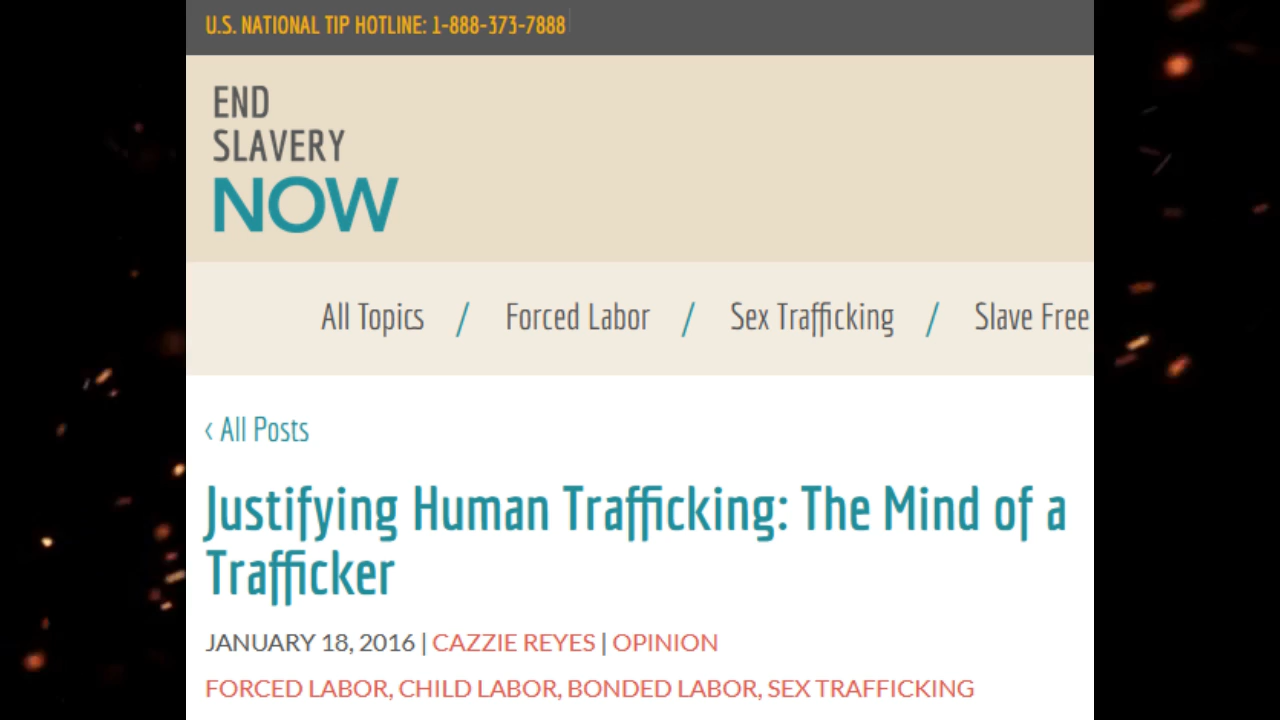 U.S. NATIONAL TIP HOTLINE: 1-888-373-7888
END
SLAVERY
NOW
All Topics / Forced Labor / Sex Trafficking / Slave Free
‹ All Posts
Justifying Human Trafficking: The Mind of a
Trafficker
JANUARY 18, 2016 | CAZZIE REYES | OPINION
FORCED LABOR, CHILD LABOR, BONDED LABOR, SEX TRAFFICKING